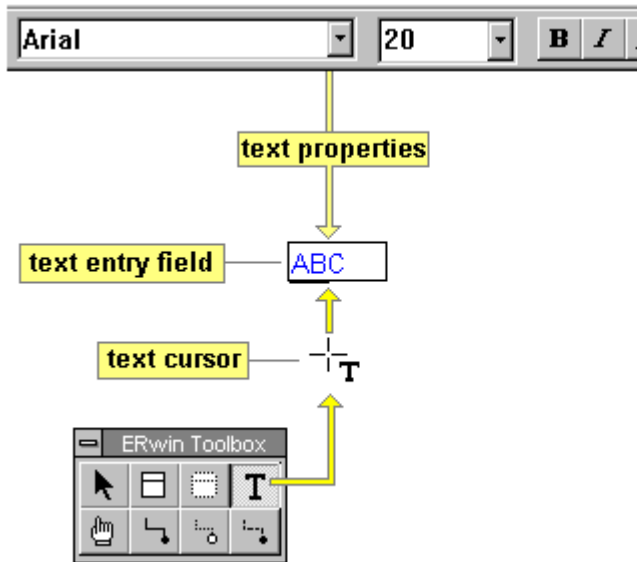 Arial 20 B I
text properties
text entry field ABC
text cursor T
ERwin Toolbox
T